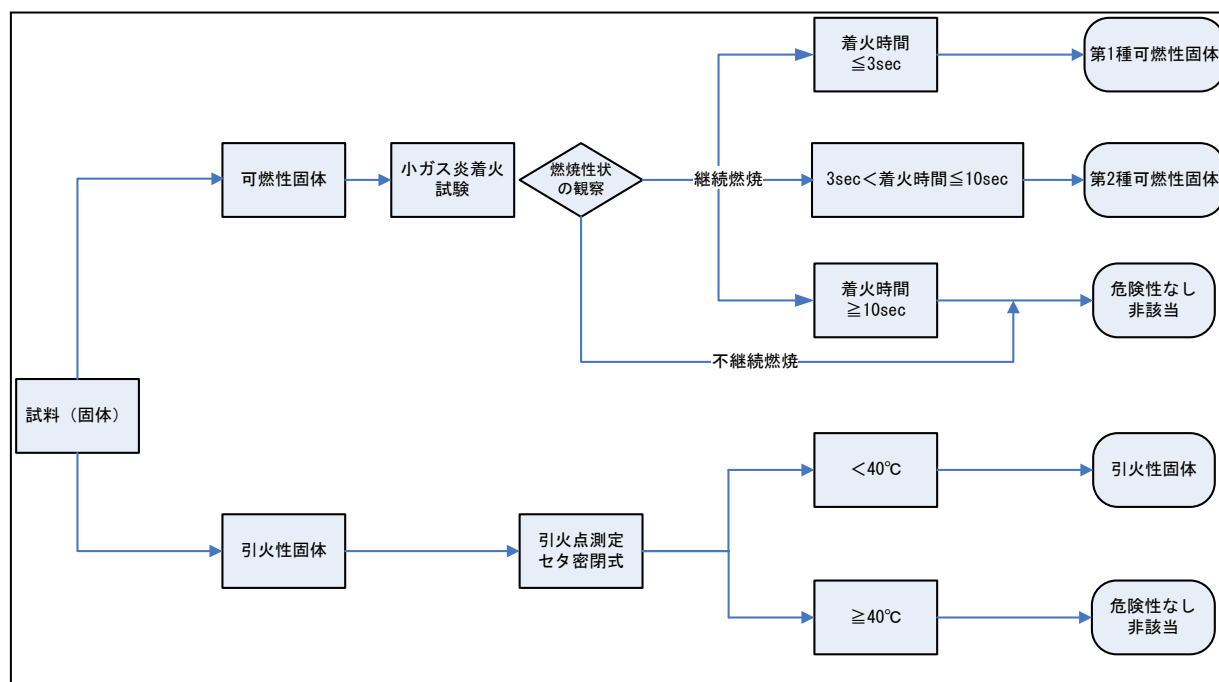 着火時間
≦3sec
第1種可燃性固体
可燃性固体
小ガス炎着火
試験
燃焼性状
の観察
継続燃焼
3sec＜着火時間≦10sec
第2種可燃性固体
着火時間
≧10sec
危険性なし
非該当
不継続燃焼
試料（固体）
＜40℃
引火性固体
引火性固体
引火点測定
セタ密閉式
≧40℃
危険性なし
非該当